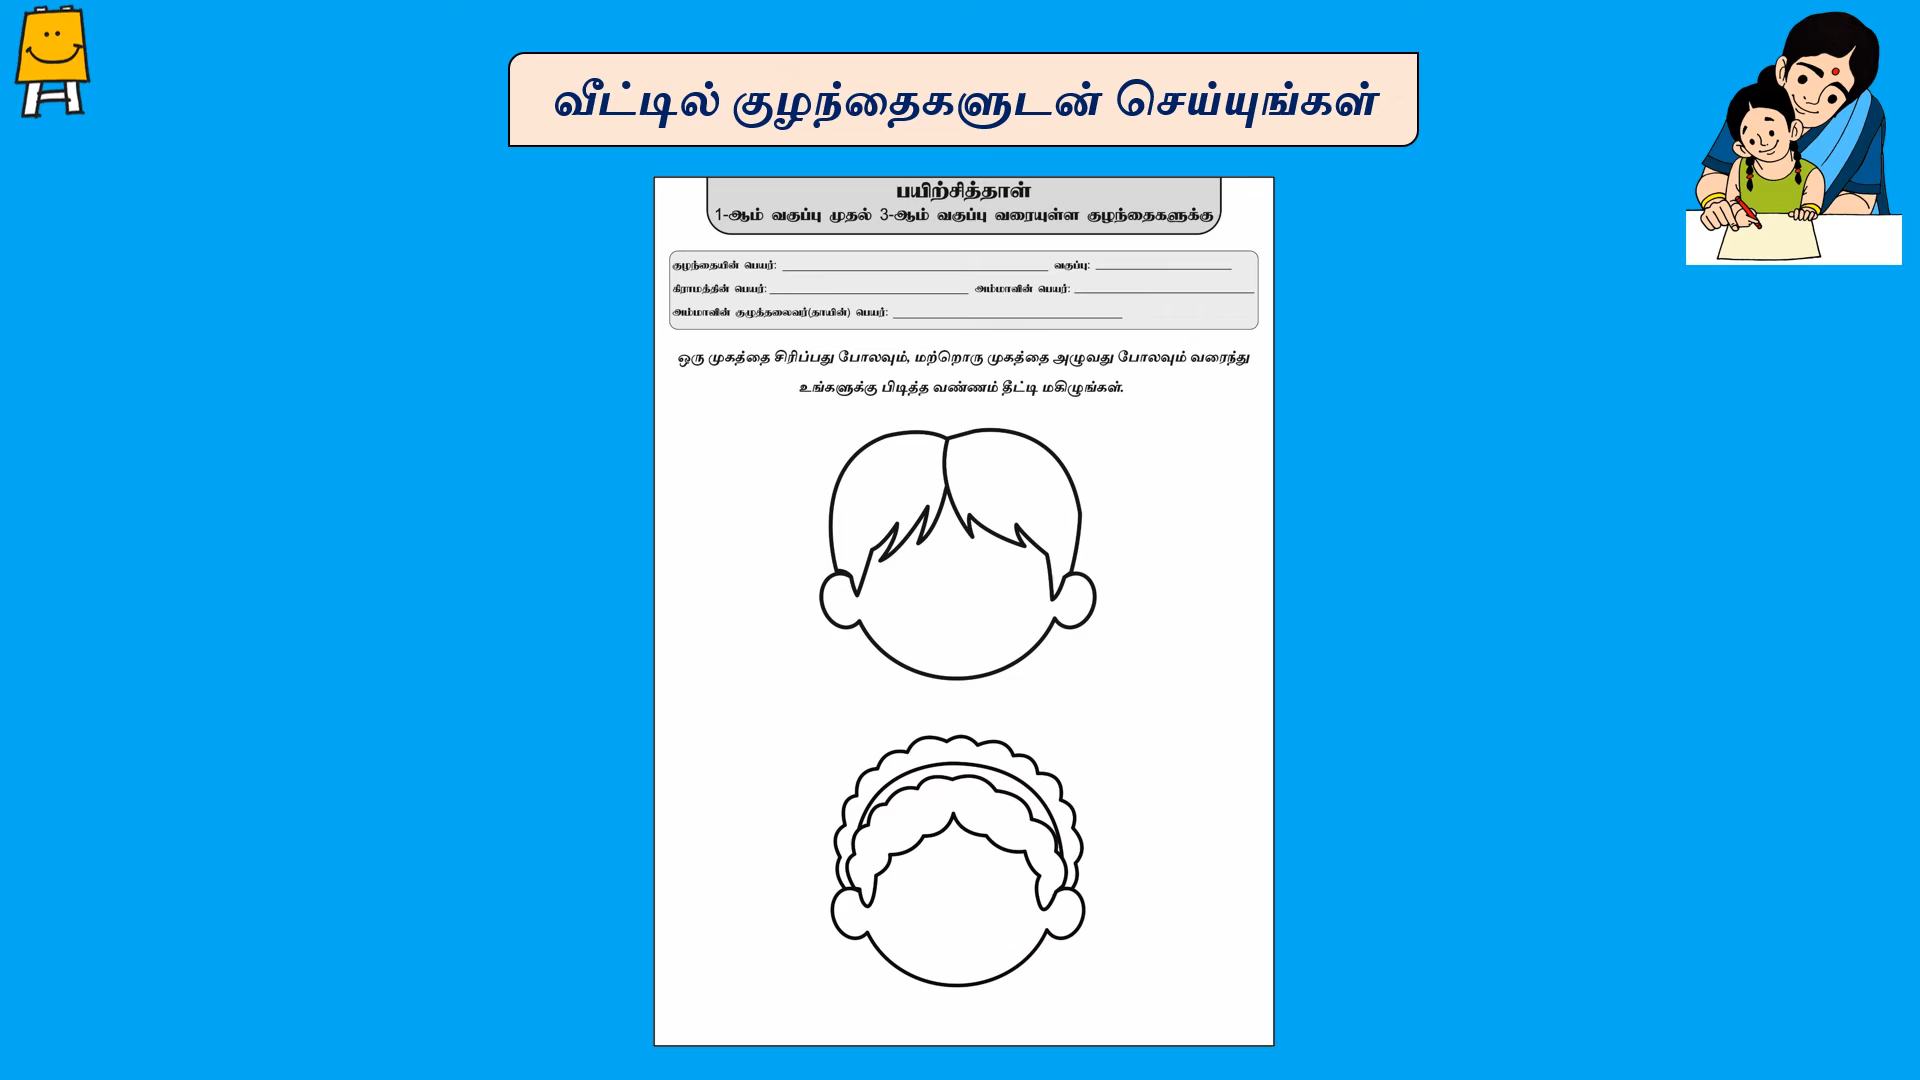 வீட்டில் குழந்தைகளுடன் செய்யுங்கள்
பயிற்சித்தாள்
1-ஆம் வகுப்பு முதல் 3-ஆம் வகுப்பு வரையுள்ள குழந்தைகளுக்கு
குழந்தையின் பெயர்: வகுப்பு:
கிராமத்தின் பெயர்: அம்மாவின் பெயர்:
அம்மாவின் குழுத்தலைவர்(தாயின்) பெயர்:
ஒரு முகத்தை சிரிப்பது போலவும், மற்றொரு முகத்தை அழுவது போலவும் வரைந்து
உங்களுக்கு பிடித்த வண்ணம் தீட்டி மகிழுங்கள்.